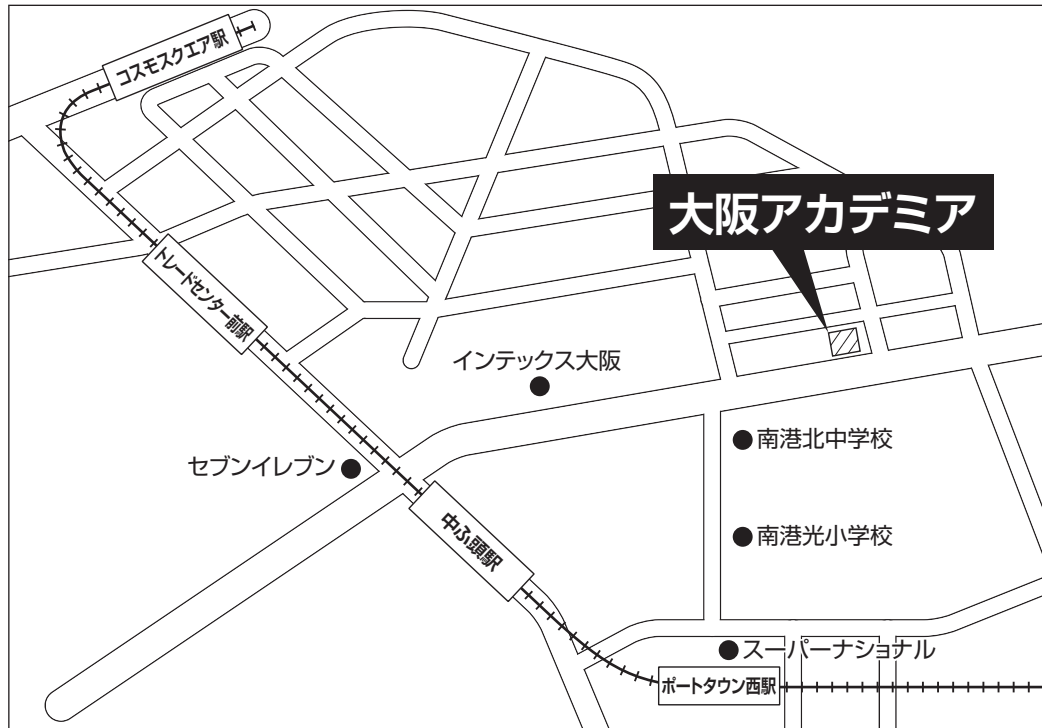 コスモスクエア駅
大阪アカデミア
トレードセンター前駅
インテックス大阪
南港北中学校
セブンイレブン
中ふ頭駅
南港光小学校
スーパーナショナル
ポートタウン西駅